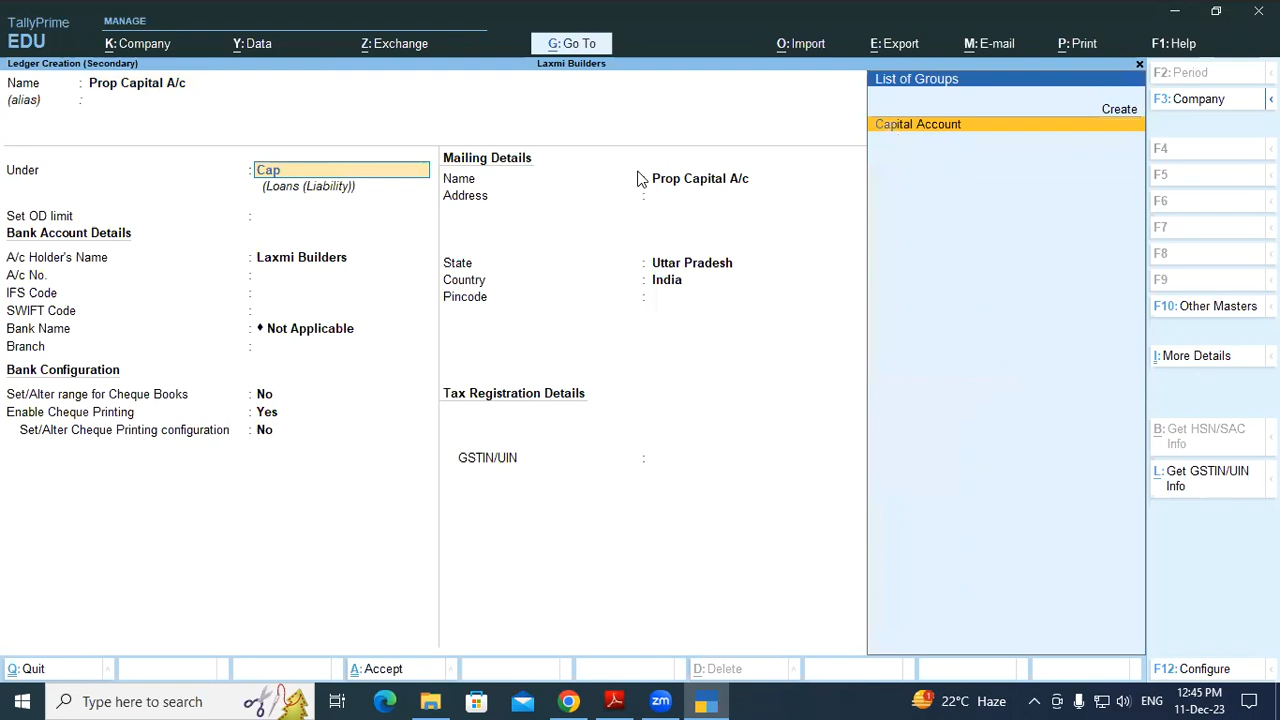 TallyPrime
EDU
MANAGE
K: Company
Y: Data
Z: Exchange
G: Go To
O: Import
E: Export
M: E-mail
P: Print
F1: Help
Ledger Creation (Secondary)
Laxmi Builders
Name : Prop Capital A/c
(alias) :
Under : Cap
(Loans (Liability))
Set OD limit :
Bank Account Details
A/c Holder's Name : Laxmi Builders
A/c No. :
IFS Code :
SWIFT Code :
Bank Name : ♦ Not Applicable
Branch :
Bank Configuration
Set/Alter range for Cheque Books : No
Enable Cheque Printing : Yes
Set/Alter Cheque Printing configuration : No
Mailing Details
Name : Prop Capital A/c
Address :
State : Uttar Pradesh
Country : India
Pincode :
Tax Registration Details
GSTIN/UIN :
List of Groups
Create
Capital Account
F2: Period
F3: Company
F4
F5
F6
F7
F8
F9
F10: Other Masters
I: More Details
B: Get HSN/SAC
Info
L: Get GSTIN/UIN
Info
Q: Quit
A: Accept
D: Delete
F12: Configure
Type here to search
22°C Haze
ENG
12:45 PM
11-Dec-23